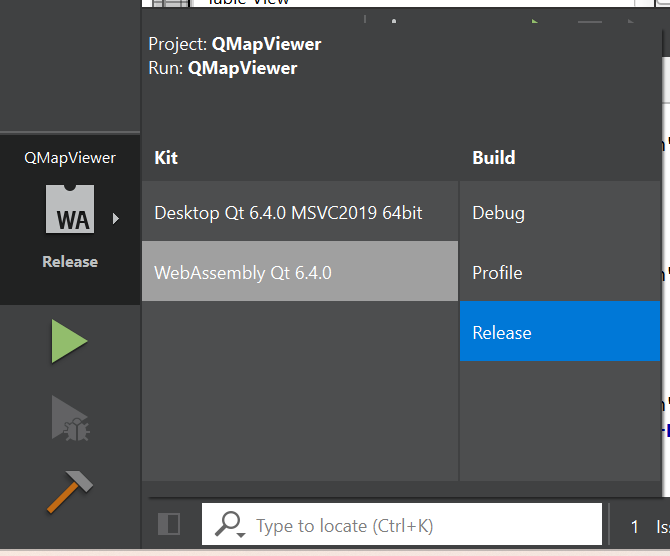 Table View
Project: QMapViewer
Run: QMapViewer
QMapViewer
WA
Release
Kit
Build
Desktop Qt 6.4.0 MSVC2019 64bit
Debug
WebAssembly Qt 6.4.0
Profile
Release
Type to locate (Ctrl+K)
1 Is